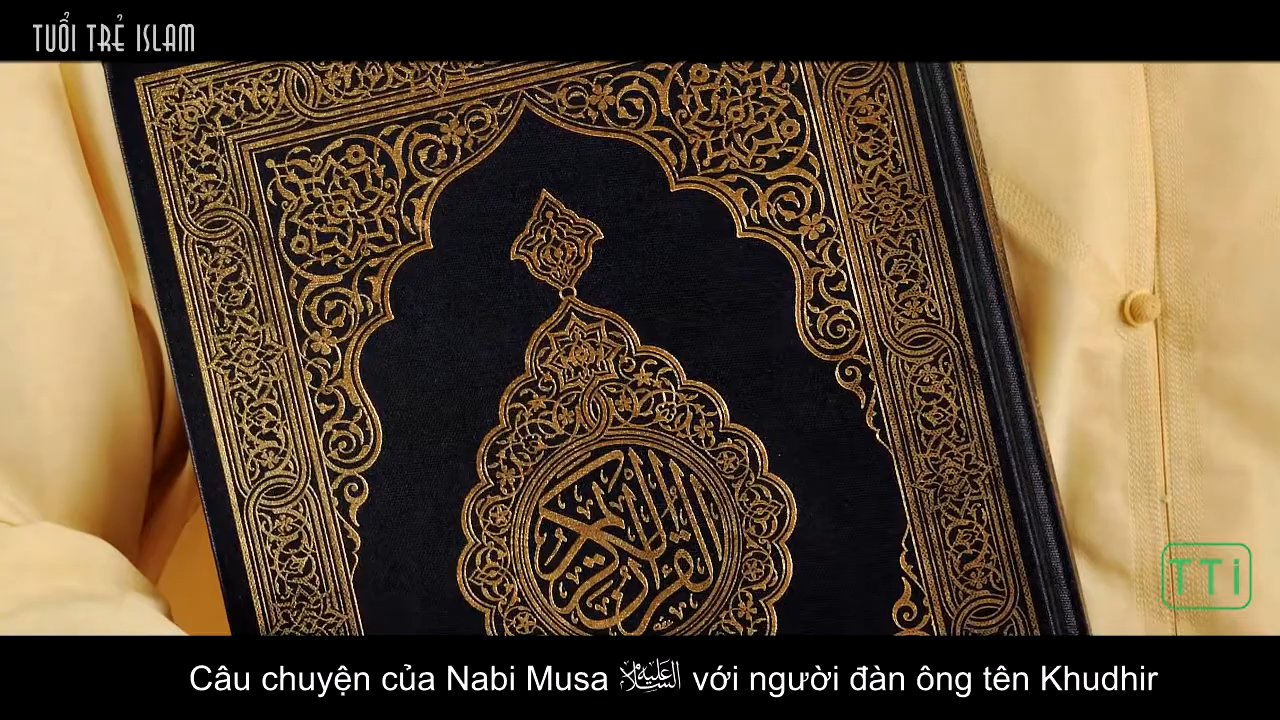 TUỔI TRẺ ISLAM
القرآن الكريم
TTi
Câu chuyện của Nabi Musa عليه السلام với người đàn ông tên Khudhir